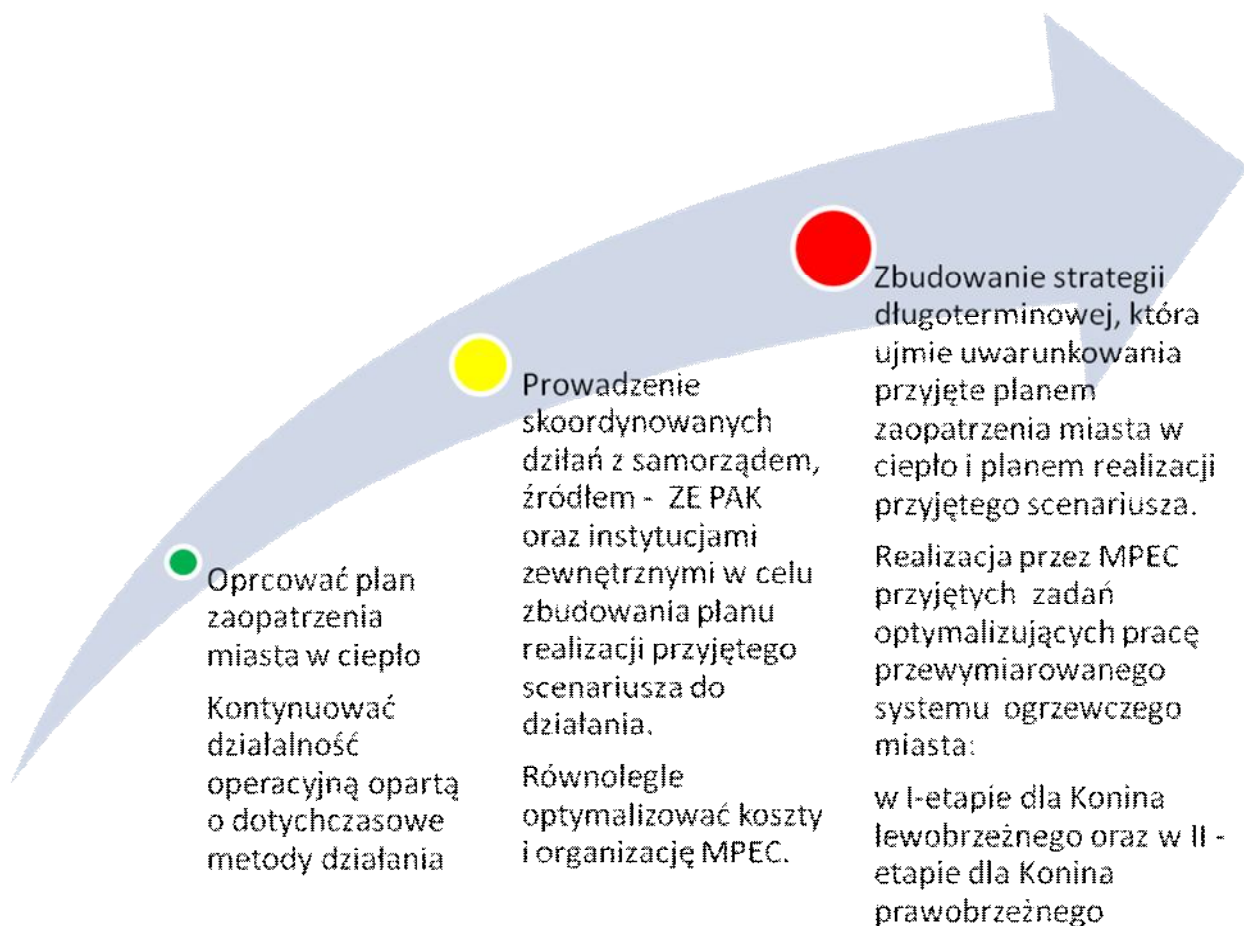 Oprcować plan
zaopatrzenia
miasta w ciepło
Kontynuować
działalność
operacyjną opartą
o dotychczasowe
metody działania
Prowadzenie
skoordynowanych
dziłań z samorządem,
źródłem - ZE PAK
oraz instytucjami
zewnętrznymi w celu
zbudowania planu
realizacji przyjętego
scenariusza do
działania.
Równolegle
optymalizować koszty
i organizację MPEC.
Zbudowanie strategii
długoterminowej, która
ujmie uwarunkowania
przyjęte planem
zaopatrzenia miasta w
ciepło i planem realizacji
przyjętego scenariusza.
Realizacja przez MPEC
przyjętych zadań
optymalizujących pracę
przewymiarowanego
systemu ogrzewczego
miasta:
w I-etapie dla Konina
lewobrzeżnego oraz w II -
etapie dla Konina
prawobrzeżnego